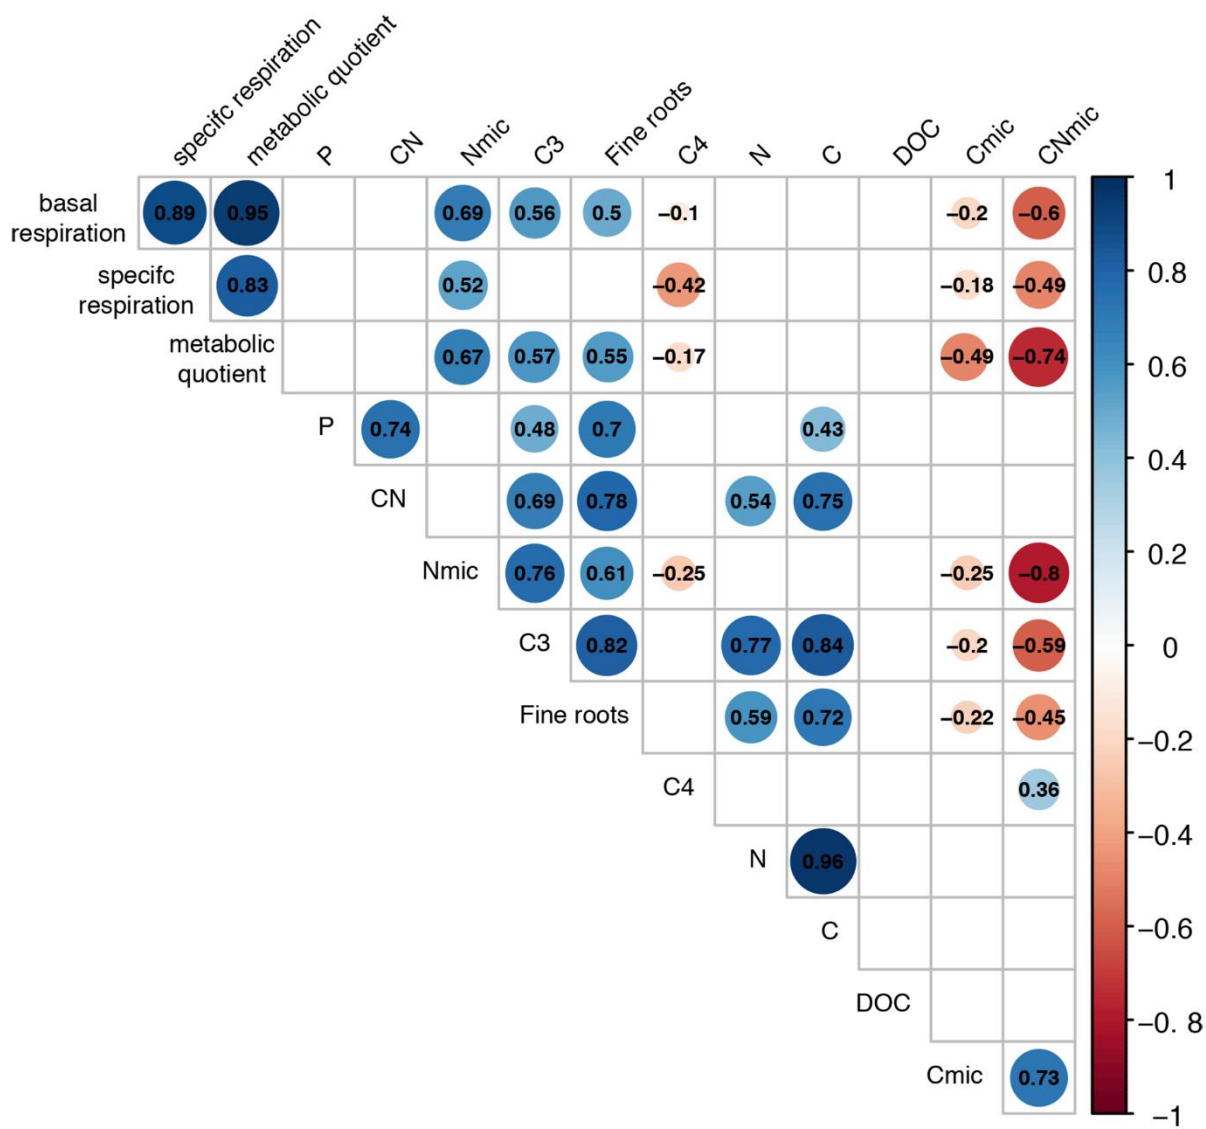 specifc respiration
metabolic quotient
P
CN
Nmic
C3
Fine roots
C4
N
C
DOC
Cmic
CNmic
basal
respiration
0.89 0.95 0.69 0.56 0.5 −0.1 −0.2 −0.6
specifc
respiration
0.83 0.52 −0.42 −0.18 −0.49
metabolic
quotient
0.67 0.57 0.55 −0.17 −0.49 −0.74
P 0.74 0.48 0.7 0.43
CN 0.69 0.78 0.54 0.75
Nmic 0.76 0.61 −0.25 −0.25 −0.8
C3 0.82 0.77 0.84 −0.2 −0.59
Fine roots 0.59 0.72 −0.22 −0.45
C4 0.36
N 0.96
C
DOC
Cmic 0.73
1
0.8
0.6
0.4
0.2
0
−0.2
−0.4
−0.6
−0. 8
−1